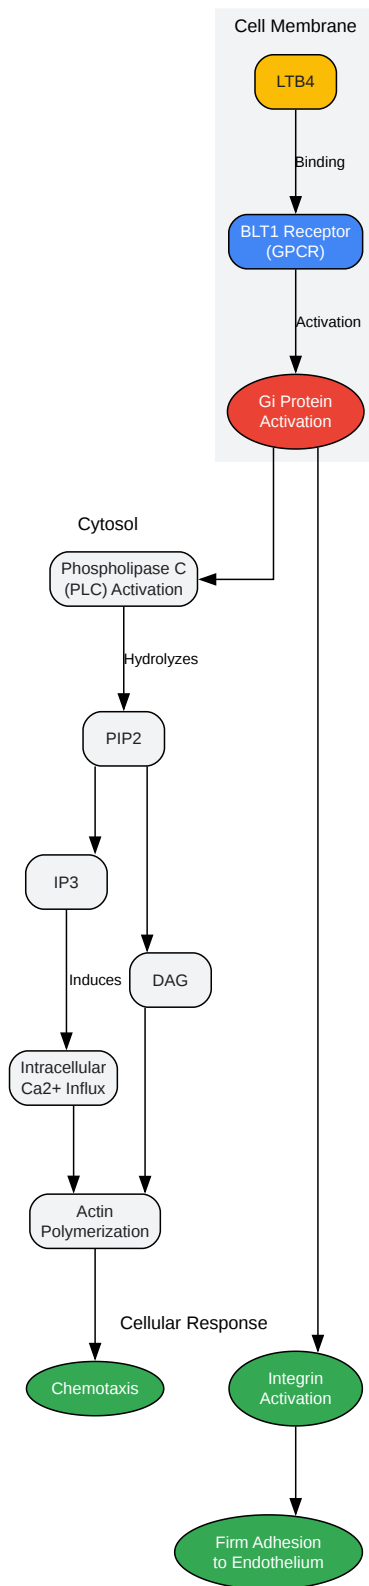 Cell Membrane
LTB4
Binding
BLT1 Receptor
(GPCR)
Activation
Gi Protein
Activation
Cytosol
Phospholipase C
(PLC) Activation
Hydrolyzes
PIP2
IP3
Induces
DAG
Intracellular
Ca2+ Influx
Actin
Polymerization
Cellular Response
Chemotaxis
Integrin
Activation
Firm Adhesion
to Endothelium